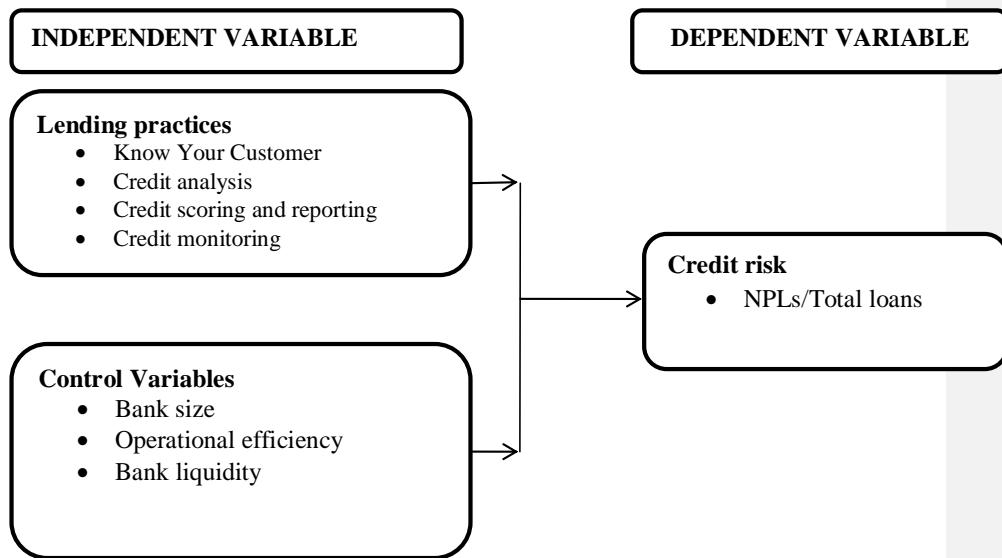 INDEPENDENT VARIABLE
DEPENDENT VARIABLE
Lending practices
• Know Your Customer
• Credit analysis
• Credit scoring and reporting
• Credit monitoring
Credit risk
• NPLs/Total loans
Control Variables
• Bank size
• Operational efficiency
• Bank liquidity